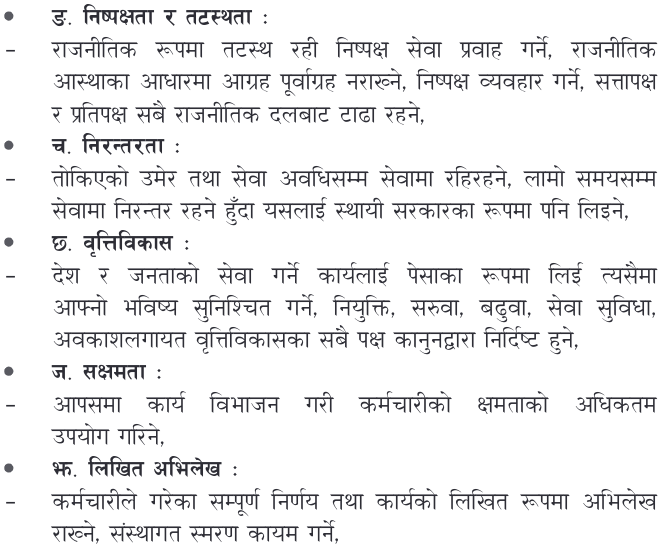 • ङ. निष्पक्षता र तटस्थता :
– राजनीतिक रूपमा तटस्थ रही निष्पक्ष सेवा प्रवाह गर्ने, राजनीतिक
आस्थाका आधारमा आग्रह पूर्वाग्रह नराख्ने, निष्पक्ष व्यवहार गर्ने, सत्तापक्ष
र प्रतिपक्ष सबै राजनीतिक दलबाट टाढा रहने,
• च. निरन्तरता :
– तोकिएको उमेर तथा सेवा अवधिसम्म सेवामा रहिरहने, लामो समयसम्म
सेवामा निरन्तर रहने हुँदा यसलाई स्थायी सरकारका रूपमा पनि लिइने,
• छ. वृत्तिविकास :
– देश र जनताको सेवा गर्ने कार्यलाई पेसाका रूपमा लिई त्यसैमा
आफ्नो भविष्य सुनिश्चित गर्ने, नियुक्ति, सरुवा, बढुवा, सेवा सुविधा,
अवकाशलगायत वृत्तिविकासका सबै पक्ष कानुनद्वारा निर्दिष्ट हुने,
• ज. सक्षमता :
– आपसमा कार्य विभाजन गरी कर्मचारीको क्षमताको अधिकतम
उपयोग गरिने,
• झ. लिखित अभिलेख :
– कर्मचारीले गरेका सम्पूर्ण निर्णय तथा कार्यको लिखित रूपमा अभिलेख
राख्ने, संस्थागत स्मरण कायम गर्ने,